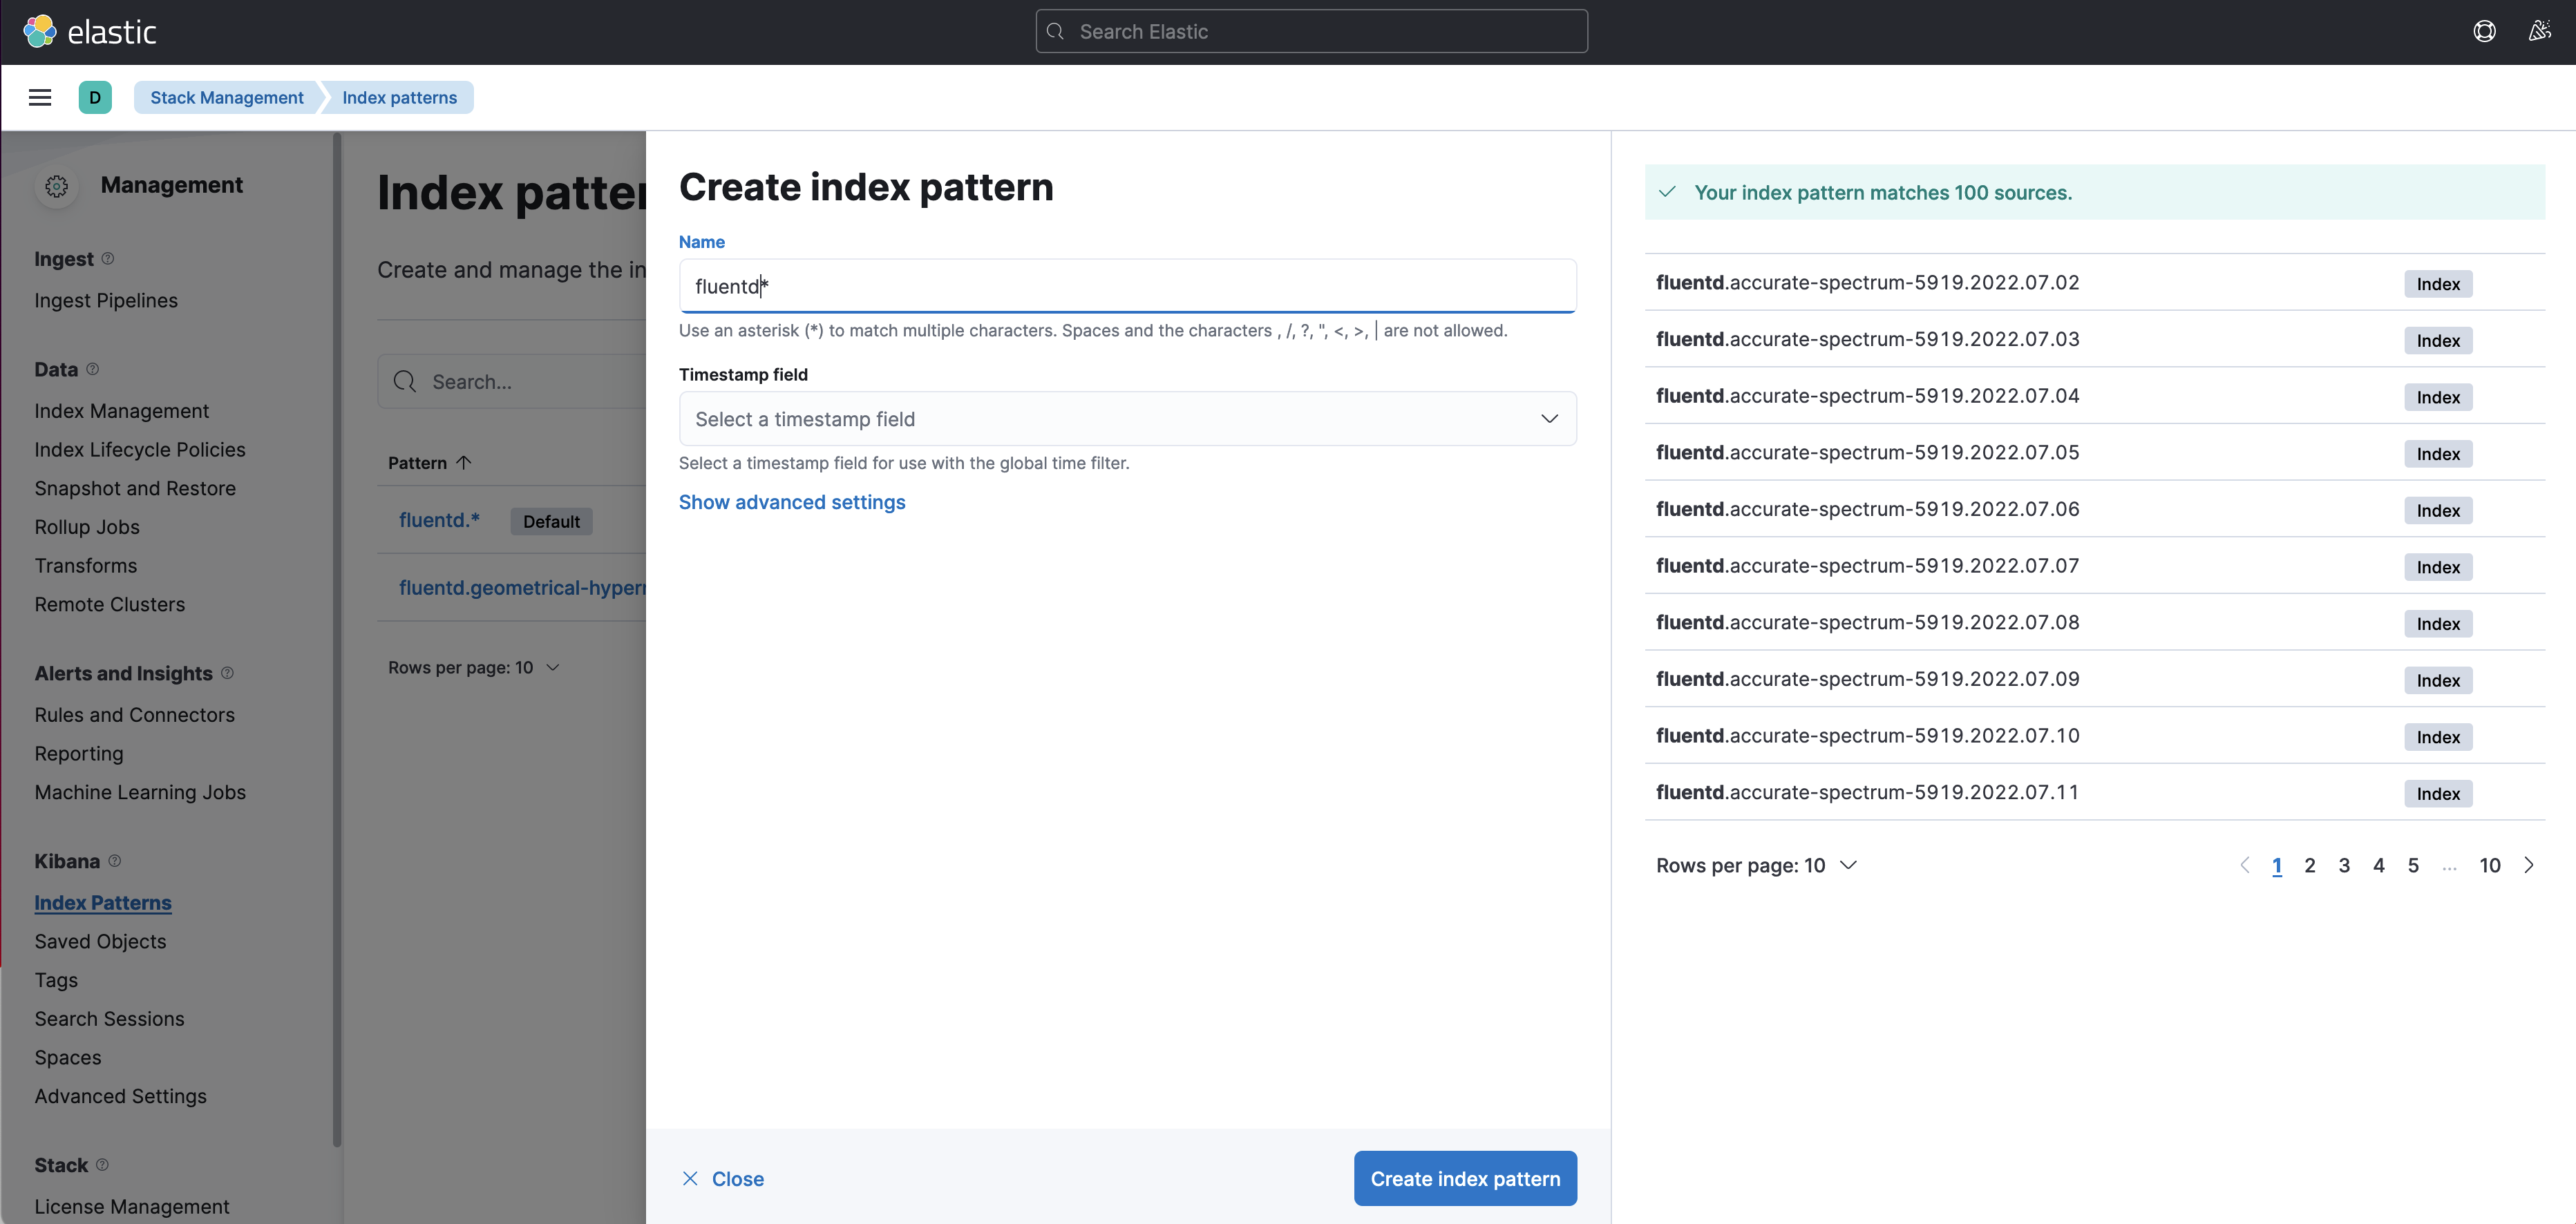 elastic
Search Elastic
D
Stack Management
Index patterns
Management
Ingest
Ingest Pipelines
Data
Index Management
Index Lifecycle Policies
Snapshot and Restore
Rollup Jobs
Transforms
Remote Clusters
Alerts and Insights
Rules and Connectors
Reporting
Machine Learning Jobs
Kibana
Index Patterns
Saved Objects
Tags
Search Sessions
Spaces
Advanced Settings
Stack
License Management
Index patter
Create and manage the in
Search...
Pattern
fluentd.* Default
fluentd.geometrical-hyper
Rows per page: 10
Create index pattern
Name
fluentd*
Use an asterisk (*) to match multiple characters. Spaces and the characters , /, ?, ", <, >, | are not allowed.
Timestamp field
Select a timestamp field
Select a timestamp field for use with the global time filter.
Show advanced settings
Close
Create index pattern
Your index pattern matches 100 sources.
fluentd.accurate-spectrum-5919.2022.07.02 Index
fluentd.accurate-spectrum-5919.2022.07.03 Index
fluentd.accurate-spectrum-5919.2022.07.04 Index
fluentd.accurate-spectrum-5919.2022.07.05 Index
fluentd.accurate-spectrum-5919.2022.07.06 Index
fluentd.accurate-spectrum-5919.2022.07.07 Index
fluentd.accurate-spectrum-5919.2022.07.08 Index
fluentd.accurate-spectrum-5919.2022.07.09 Index
fluentd.accurate-spectrum-5919.2022.07.10 Index
fluentd.accurate-spectrum-5919.2022.07.11 Index
Rows per page: 10
1 2 3 4 5 ... 10